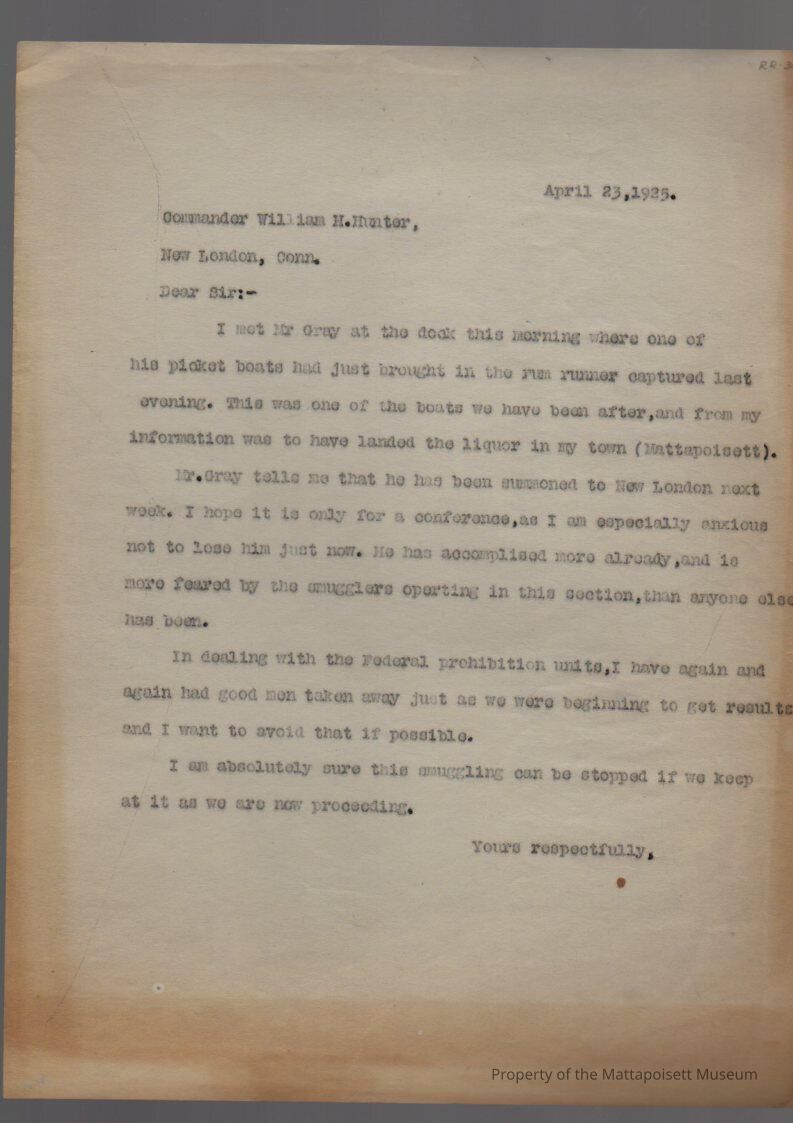 RR-3
April 23,1925.
Commander William H.Hunter,
New London, Conn.
Dear Sir:-
I met Mr Gray at the dock this morning where one of
his picket boats had just brought in the rum runner captured last
evening. This was one of the boats we have been after,and from my
information was to have landed the liquor in my town (Mattapoisett).
Mr.Gray tells me that he has been summoned to New London next
week. I hope it is only for a conference,as I am especially anxious
not to lose him just now. He has accomplised more already,and is
more feared by the smugglers operting in this section,than anyone else
has been.
In dealing with the Federal prohibition units,I have again and
again had good men taken away just as we were beginning to get results
and I want to avoid that if possible.
I am absolutely sure this smuggling can be stopped if we keep
at it as we are now proceeding.
Yours respectfully,
Property of the Mattapoisett Museum